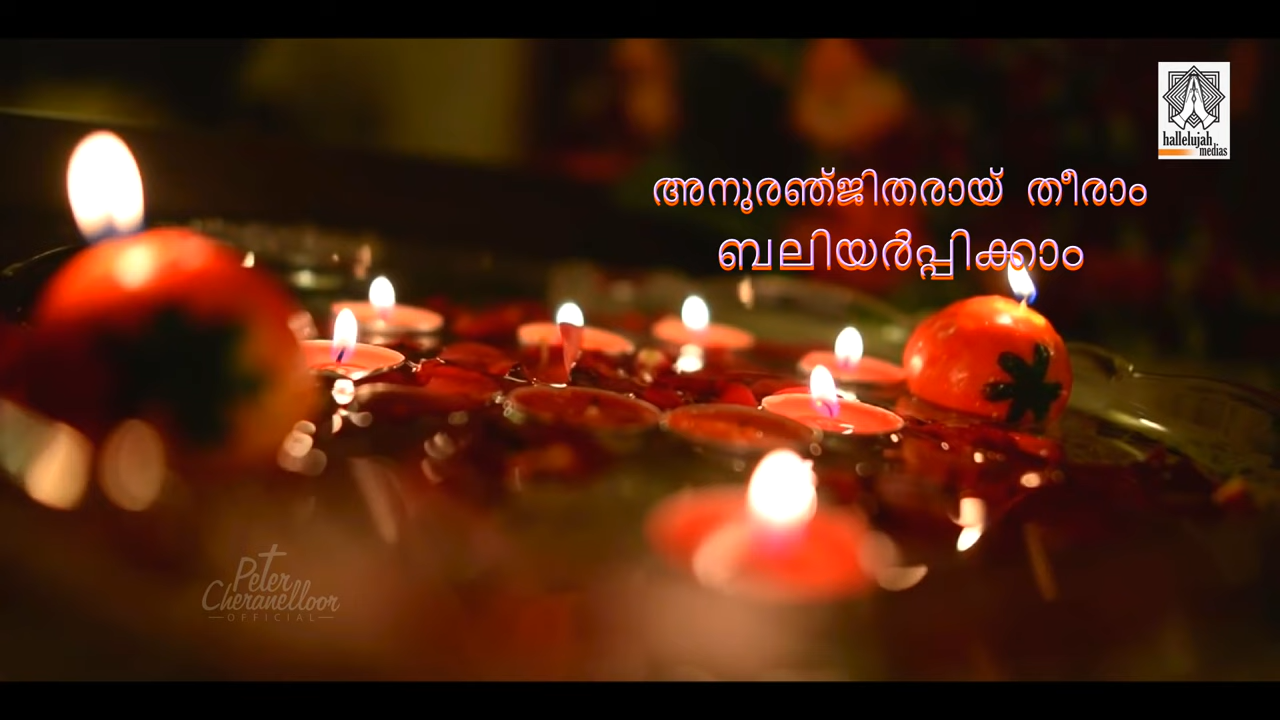 hallelujah
medias
അനുരഞ്ജിതരായ് തീരാം
ബലിയർപ്പിക്കാം
Peter
Cheranelloor
OFFICIAL